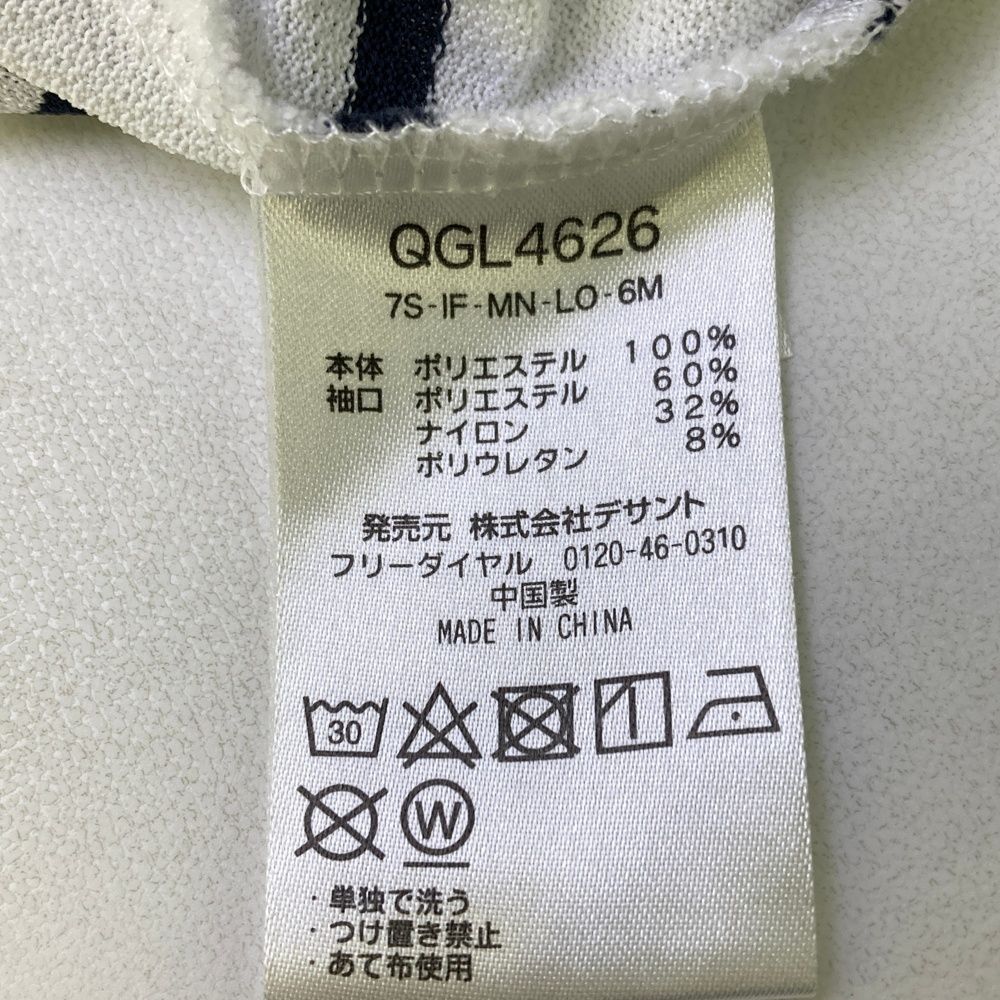 QGL4626
7S-IF-MN-LO-6M
本体 ポリエステル 100%
袖口 ポリエステル 60%
ナイロン 32%
ポリウレタン 8%
発売元 株式会社デサント
フリーダイヤル 0120-46-0310
中国製
MADE IN CHINA
30
W
・単独で洗う
・つけ置き禁止
・あて布使用